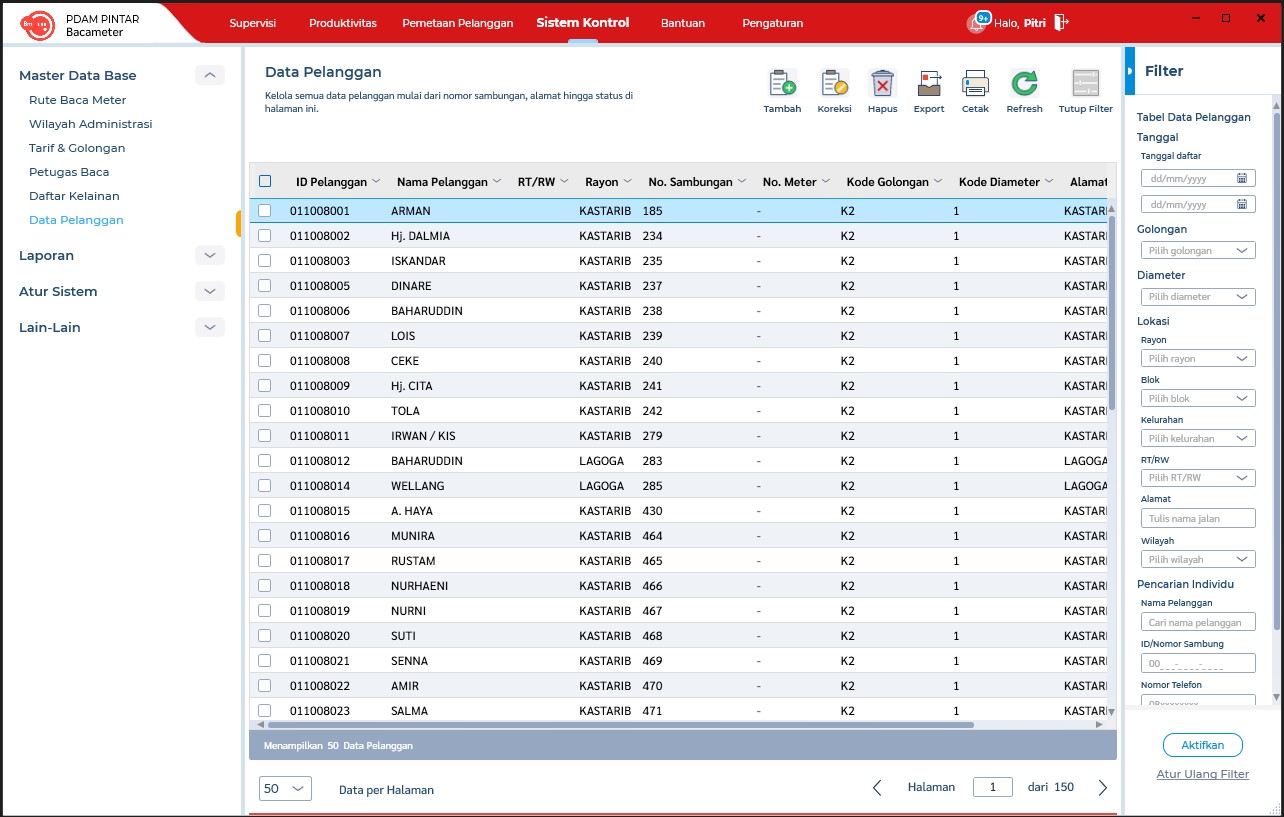 PDAM PINTAR
Bacameter
Supervisi Produktivitas Pemetaan Pelanggan Sistem Kontrol Bantuan Pengaturan
9+ Halo, Pitri
Master Data Base
Rute Baca Meter
Wilayah Administrasi
Tarif & Golongan
Petugas Baca
Daftar Kelainan
Data Pelanggan
Laporan
Atur Sistem
Lain-Lain
Data Pelanggan
Kelola semua data pelanggan mulai dari nomor sambungan, alamat hingga status di
halaman ini.
Tambah Koreksi Hapus Export Cetak Refresh Tutup Filter
ID Pelanggan Nama Pelanggan RT/RW Rayon No. Sambungan No. Meter Kode Golongan Kode Diameter Alamat
011008001 ARMAN KASTARIB 185 - K2 1 KASTARI
011008002 Hj. DALMIA KASTARIB 234 - K2 1 KASTARI
011008003 ISKANDAR KASTARIB 235 - K2 1 KASTARI
011008005 DINARE KASTARIB 237 - K2 1 KASTARI
011008006 BAHARUDDIN KASTARIB 238 - K2 1 KASTARI
011008007 LOIS KASTARIB 239 - K2 1 KASTARI
011008008 CEKE KASTARIB 240 - K2 1 KASTARI
011008009 Hj. CITA KASTARIB 241 - K2 1 KASTARI
011008010 TOLA KASTARIB 242 - K2 1 KASTARI
011008011 IRWAN / KIS KASTARIB 279 - K2 1 KASTARI
011008012 BAHARUDDIN LAGOGA 283 - K2 1 LAGOGA
011008014 WELLANG LAGOGA 285 - K2 1 LAGOGA
011008015 A. HAYA KASTARIB 430 - K2 1 KASTARI
011008016 MUNIRA KASTARIB 464 - K2 1 KASTARI
011008017 RUSTAM KASTARIB 465 - K2 1 KASTARI
011008018 NURHAENI KASTARIB 466 - K2 1 KASTARI
011008019 NURNI KASTARIB 467 - K2 1 KASTARI
011008020 SUTI KASTARIB 468 - K2 1 KASTARI
011008021 SENNA KASTARIB 469 - K2 1 KASTARI
011008022 AMIR KASTARIB 470 - K2 1 KASTARI
011008023 SALMA KASTARIB 471 - K2 1 KASTARI
Menampilkan 50 Data Pelanggan
50 Data per Halaman
Halaman 1 dari 150
Filter
Tabel Data Pelanggan
Tanggal
Tanggal daftar
dd/mm/yyyy
dd/mm/yyyy
Golongan
Pilih golongan
Diameter
Pilih diameter
Lokasi
Rayon
Pilih rayon
Blok
Pilih blok
Kelurahan
Pilih kelurahan
RT/RW
Pilih RT/RW
Alamat
Tulis nama jalan
Wilayah
Pilih wilayah
Pencarian Individu
Nama Pelanggan
Cari nama pelanggan
ID/Nomor Sambung
00_ _ _ - _ _ - _ _ _ _ _
Nomor Telefon
Aktifkan
Atur Ulang Filter